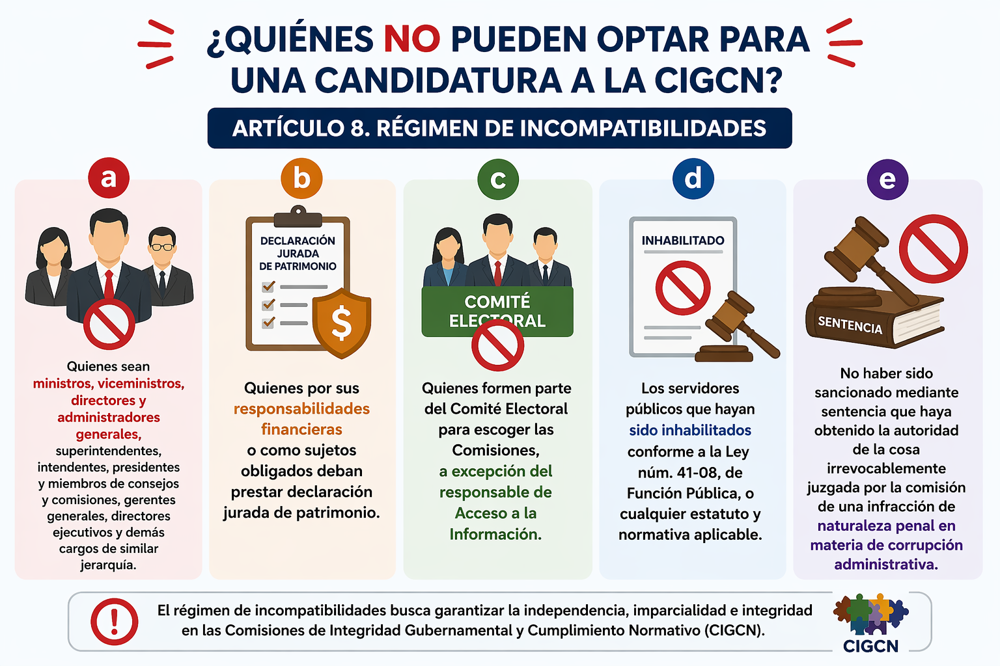 ¿QUIÉNES NO PUEDEN OPTAR PARA
UNA CANDIDATURA A LA CIGCN?
ARTÍCULO 8. RÉGIMEN DE INCOMPATIBILIDADES
a
Quienes sean
ministros, viceministros,
directores y
administradores
generales,
superintendentes,
intendentes, presidentes
y miembros de consejos
y comisiones, gerentes
generales, directores
ejecutivos y demás
cargos de similar
jerarquía.
b
DECLARACIÓN
JURADA
DE PATRIMONIO
$
Quienes por sus
responsabilidades
financieras
o como sujetos
obligados deban
prestar declaración
jurada de patrimonio.
c
COMITÉ
ELECTORAL
Quienes formen parte
del Comité Electoral
para escoger las
Comisiones,
a excepción del
responsable de
Acceso a la
Información.
d
INHABILITADO
Los servidores
públicos que hayan
sido inhabilitados
conforme a la Ley
núm. 41-08, de
Función Pública, o
cualquier estatuto y
normativa aplicable.
e
SENTENCIA
No haber sido
sancionado mediante
sentencia que haya
obtenido la autoridad
de la cosa
irrevocablemente
juzgada por la comisión
de una infracción de
naturaleza penal en
materia de corrupción
administrativa.
!
El régimen de incompatibilidades busca garantizar la independencia, imparcialidad e integridad
en las Comisiones de Integridad Gubernamental y Cumplimiento Normativo (CIGCN).
CIGCN